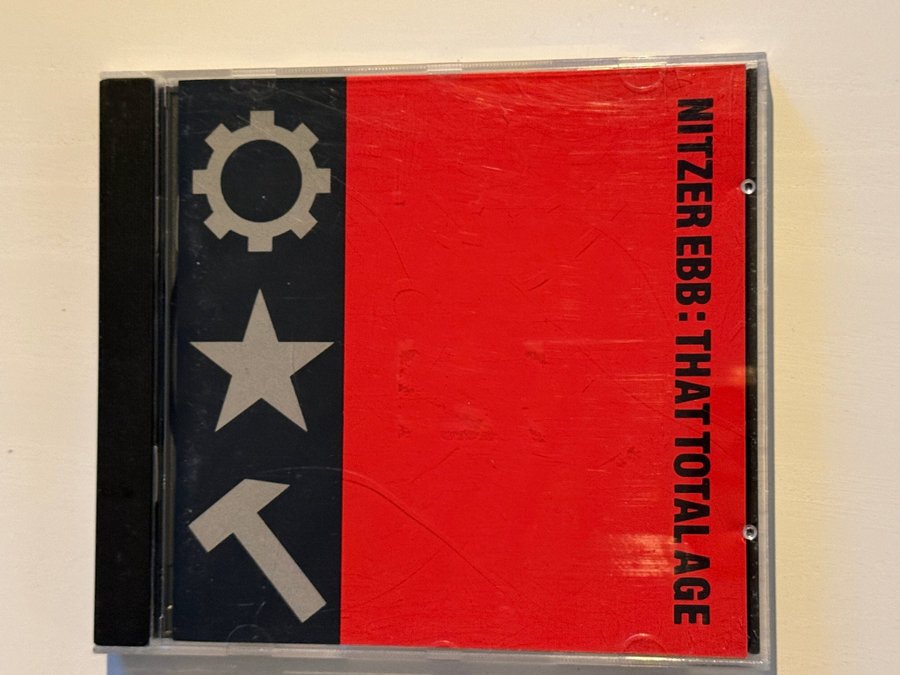 NITZER EBB: THAT TOTAL AGE